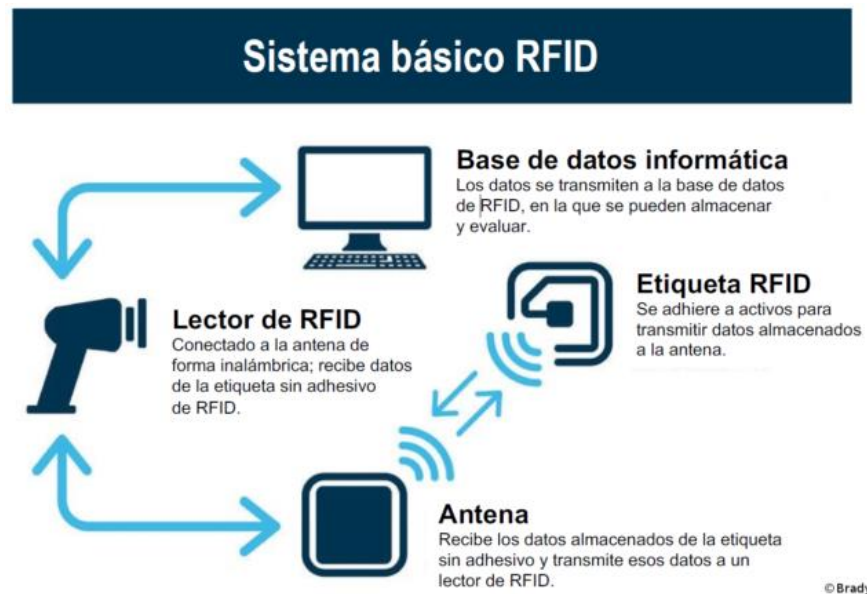 Sistema básico RFID
Base de datos informática
Los datos se transmiten a la base de datos
de RFID, en la que se pueden almacenar
y evaluar.
Etiqueta RFID
Se adhiere a activos para
transmitir datos almacenados
a la antena.
Lector de RFID
Conectado a la antena de
forma inalámbrica; recibe datos
de la etiqueta sin adhesivo
de RFID.
Antena
Recibe los datos almacenados de la etiqueta
sin adhesivo y transmite esos datos a un
lector de RFID.
©Brady